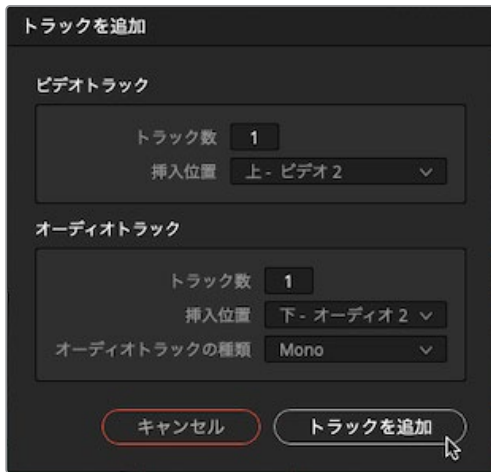 トラックを追加
ビデオトラック
トラック数 1
挿入位置 上 - ビデオ 2
オーディオトラック
トラック数 1
挿入位置 下 - オーディオ 2
オーディオトラックの種類 Mono
キャンセル トラックを追加